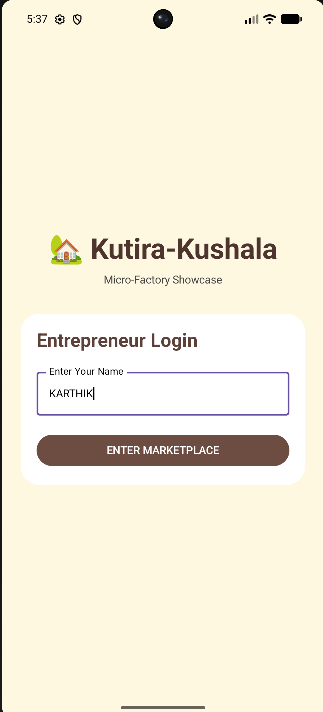 5:37
🏡 Kutira-Kushala
Micro-Factory Showcase
Entrepreneur Login
Enter Your Name
KARTHIK
ENTER MARKETPLACE